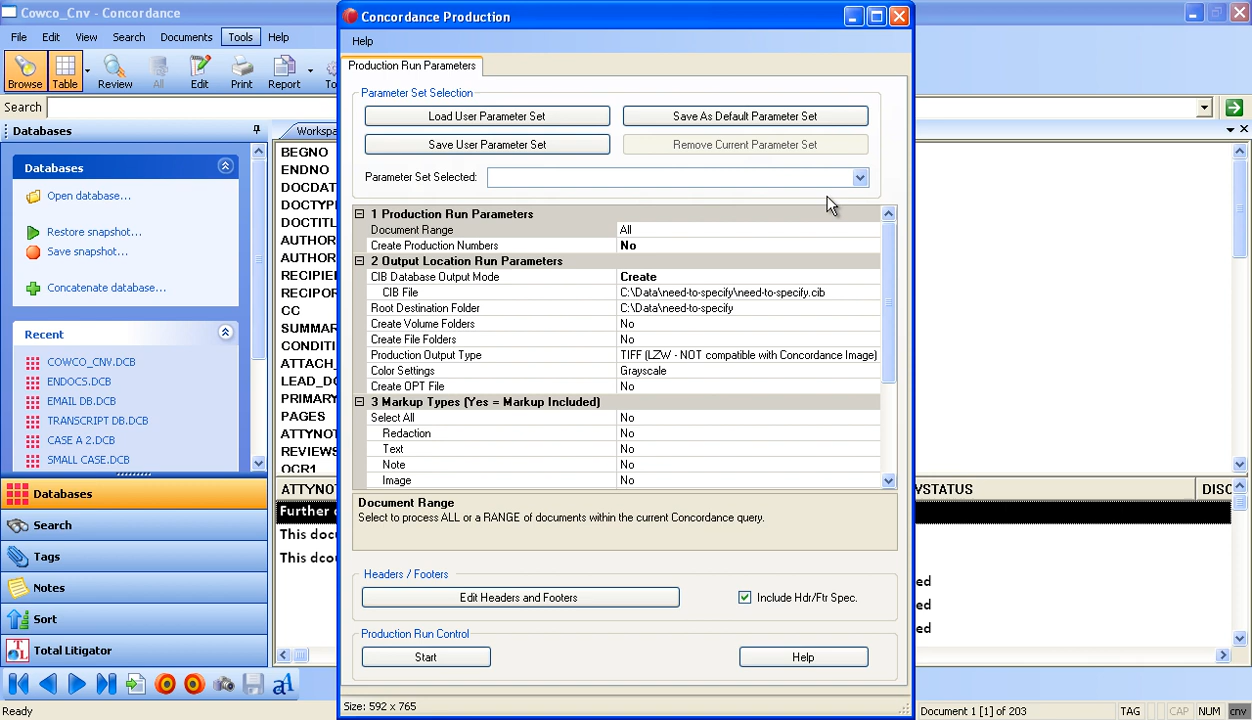 Cowco_Cnv - Concordance
File Edit View Search Documents Tools Help
Browse Table Review All Edit Print Report To
Search
Databases
Databases
Open database...
Restore snapshot...
Save snapshot...
Concatenate database...
Recent
COWCO_CNV.DCB
ENDOCS.DCB
EMAIL DB.DCB
TRANSCRIPT DB.DCB
CASE A 2.DCB
SMALL CASE.DCB
Databases
Search
Tags
Notes
Sort
Total Litigator
Ready
Workspa
BEGNO
ENDNO
DOCDAT
DOCTYP
DOCTITL
AUTHOR
AUTHOR
RECIPIE
RECIPOR
CC
SUMMAR
CONDITI
ATTACH_
LEAD_DO
PRIMARY
PAGES
ATTYNOT
REVIEWS
OCR1
ATTYNOT
Further d
This docu
This dcou
Concordance Production
Help
Production Run Parameters
Parameter Set Selection
Load User Parameter Set Save As Default Parameter Set
Save User Parameter Set Remove Current Parameter Set
Parameter Set Selected:
1 Production Run Parameters
Document Range All
Create Production Numbers No
2 Output Location Run Parameters
CIB Database Output Mode Create
CIB File C:\Data\need-to-specify\need-to-specify.cib
Root Destination Folder C:\Data\need-to-specify
Create Volume Folders No
Create File Folders No
Production Output Type TIFF (LZW - NOT compatible with Concordance Image)
Color Settings Grayscale
Create OPT File No
3 Markup Types (Yes = Markup Included)
Select All No
Redaction No
Text No
Note No
Image No
Document Range
Select to process ALL or a RANGE of documents within the current Concordance query.
Headers / Footers
Edit Headers and Footers Include Hdr/Ftr Spec.
Production Run Control
Start Help
Size: 592 x 765
YSTATUS DISC
ed
ed
ed
Document 1 [1] of 203 TAG CAP NUM cnv